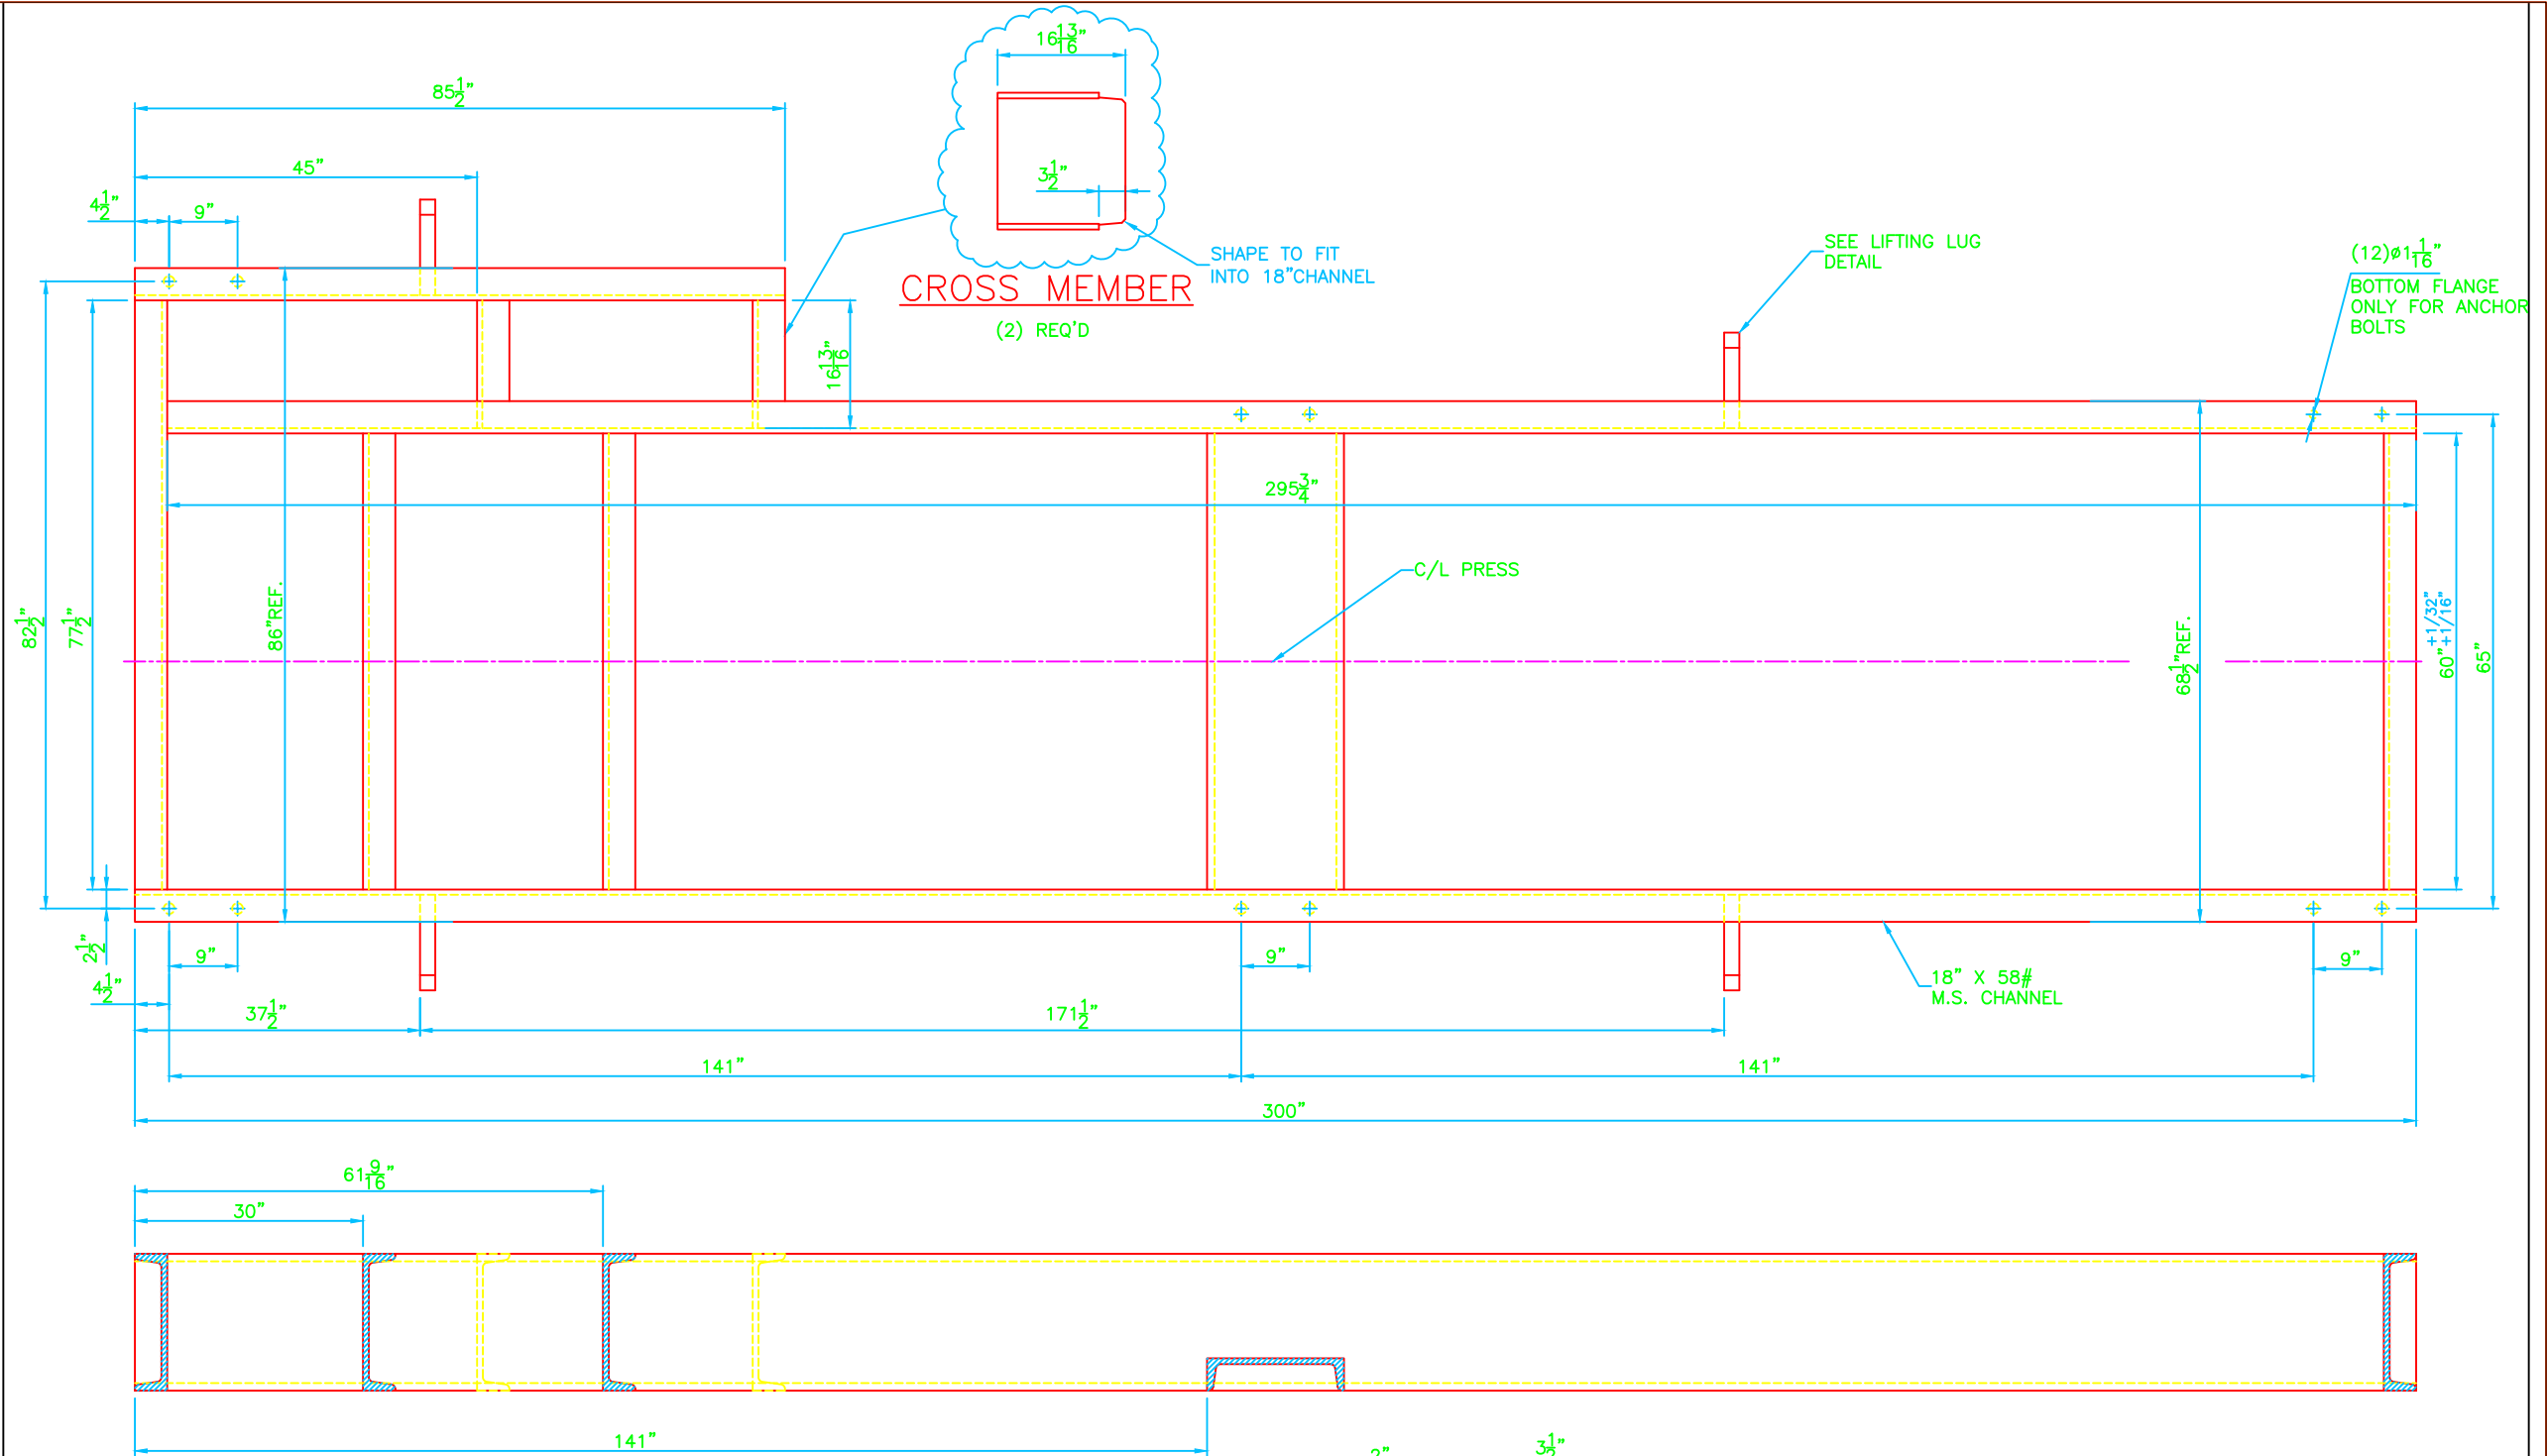 16 13/16"
85 1/2"
45"
4 1/2"
9"
3 1/2"
SHAPE TO FIT
INTO 18"CHANNEL
CROSS MEMBER
(2) REQ'D
SEE LIFTING LUG
DETAIL
(12)ø1 1/16"
BOTTOM FLANGE
ONLY FOR ANCHOR
BOLTS
16 13/16"
295 3/4"
C/L PRESS
82 1/2"
77 1/2"
86"REF.
68 1/2"REF.
60"+1/32"
+1/16"
65"
2 1/2"
4 1/2"
9"
9"
9"
18" X 58#
M.S. CHANNEL
37 1/2"
171 1/2"
141"
141"
300"
61 9/16"
30"
141"
3 1/2"